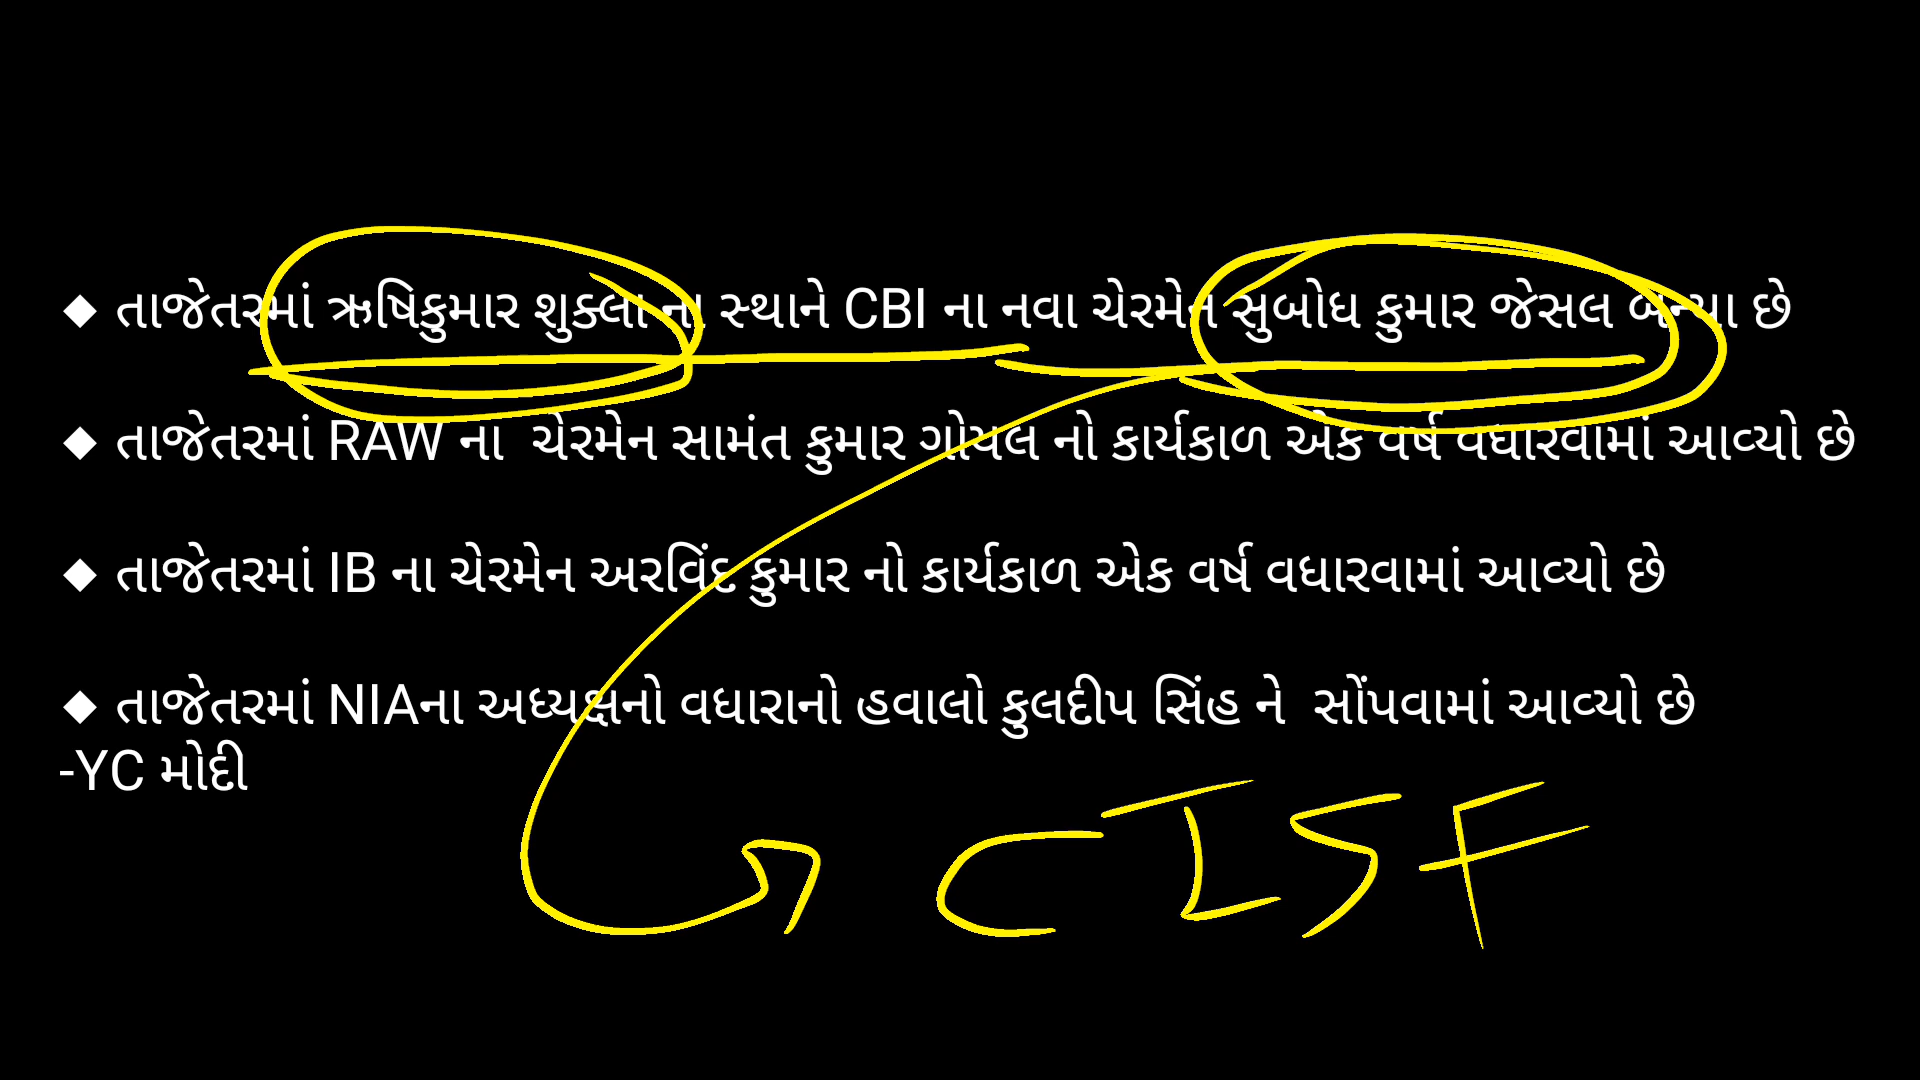 ◆ તાજેતરમાં ઋષિકુમાર શુક્લા ના સ્થાને CBI ના નવા ચેરમેન સુબોધ કુમાર જેસલ બન્યા છે
◆ તાજેતરમાં RAW ના ચેરમેન સામંત કુમાર ગોયલ નો કાર્યકાળ એક વર્ષ વધારવામાં આવ્યો છે
◆ તાજેતરમાં IB ના ચેરમેન અરવિંદ કુમાર નો કાર્યકાળ એક વર્ષ વધારવામાં આવ્યો છે
◆ તાજેતરમાં NIAના અધ્યક્ષનો વધારાનો હવાલો કુલદીપ સિંહ ને સોંપવામાં આવ્યો છે
-YC મોદી
CISF